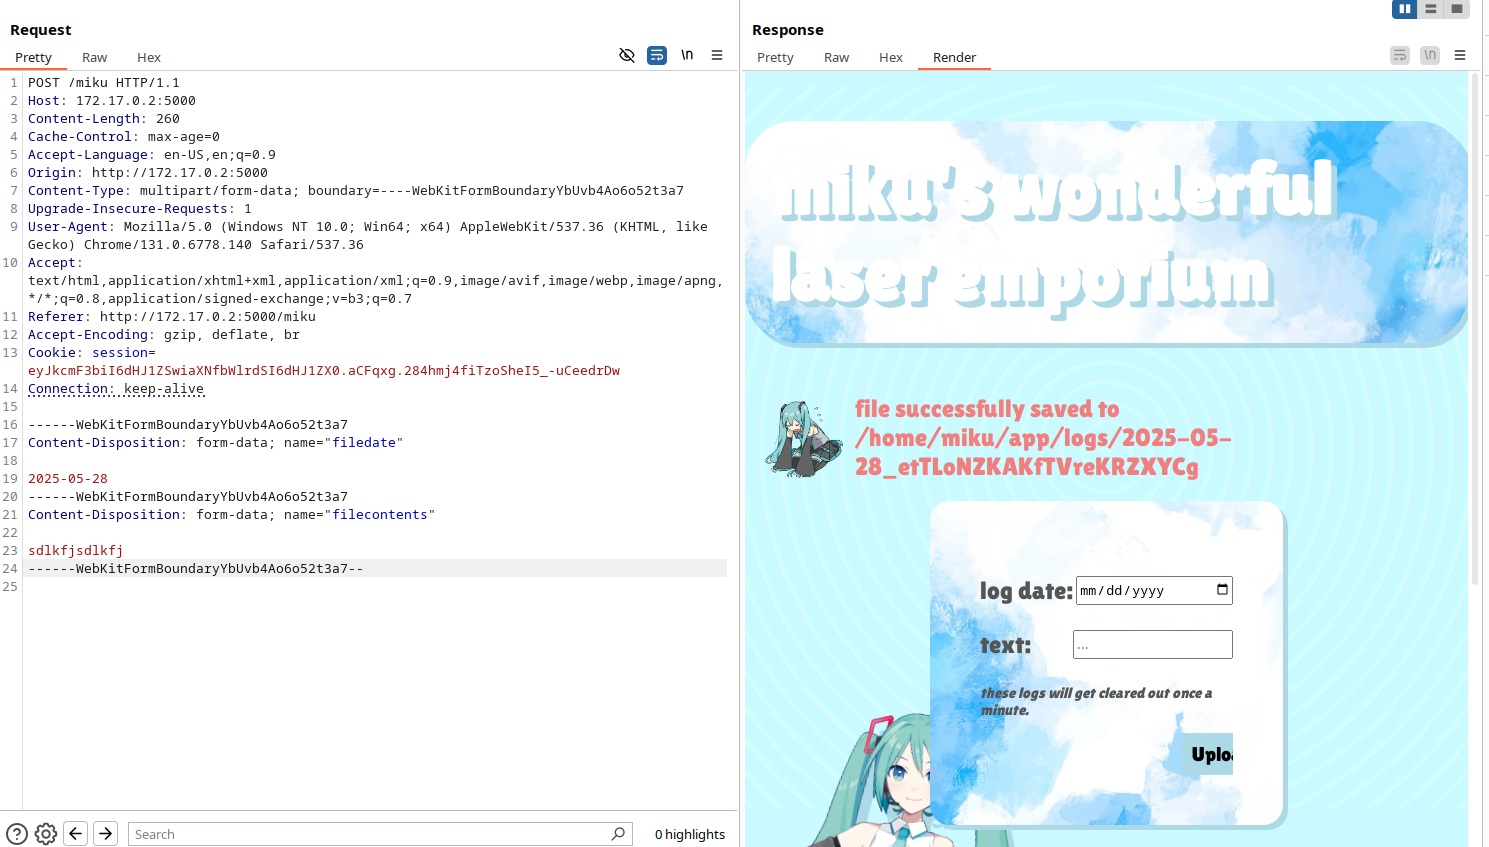 Request
Pretty Raw Hex
\n
1 POST /miku HTTP/1.1
2 Host: 172.17.0.2:5000
3 Content-Length: 260
4 Cache-Control: max-age=0
5 Accept-Language: en-US,en;q=0.9
6 Origin: http://172.17.0.2:5000
7 Content-Type: multipart/form-data; boundary=----WebKitFormBoundaryYbUvb4Ao6o52t3a7
8 Upgrade-Insecure-Requests: 1
9 User-Agent: Mozilla/5.0 (Windows NT 10.0; Win64; x64) AppleWebKit/537.36 (KHTML, like
Gecko) Chrome/131.0.6778.140 Safari/537.36
10 Accept:
text/html,application/xhtml+xml,application/xml;q=0.9,image/avif,image/webp,image/apng,
*/*;q=0.8,application/signed-exchange;v=b3;q=0.7
11 Referer: http://172.17.0.2:5000/miku
12 Accept-Encoding: gzip, deflate, br
13 Cookie: session=
eyJkcmF3biI6dHJ1ZSwiaXNfbWlrdSI6dHJ1ZX0.aCFqxg.284hmj4fiTzoSheI5_-uCeedrDw
14 Connection: keep-alive
15
16 ------WebKitFormBoundaryYbUvb4Ao6o52t3a7
17 Content-Disposition: form-data; name="filedate"
18
19 2025-05-28
20 ------WebKitFormBoundaryYbUvb4Ao6o52t3a7
21 Content-Disposition: form-data; name="filecontents"
22
23 sdlkfjsdlkfj
24 ------WebKitFormBoundaryYbUvb4Ao6o52t3a7--
25
Search
0 highlights
Response
Pretty Raw Hex Render
\n
miku's wonderful
laser emporium
file successfully saved to
/home/miku/app/logs/2025-05-
28_etTLoNZKAKfTVreKRZXYCg
log date: mm/dd/yyyy
text: ...
these logs will get cleared out once a
minute.
Uploa